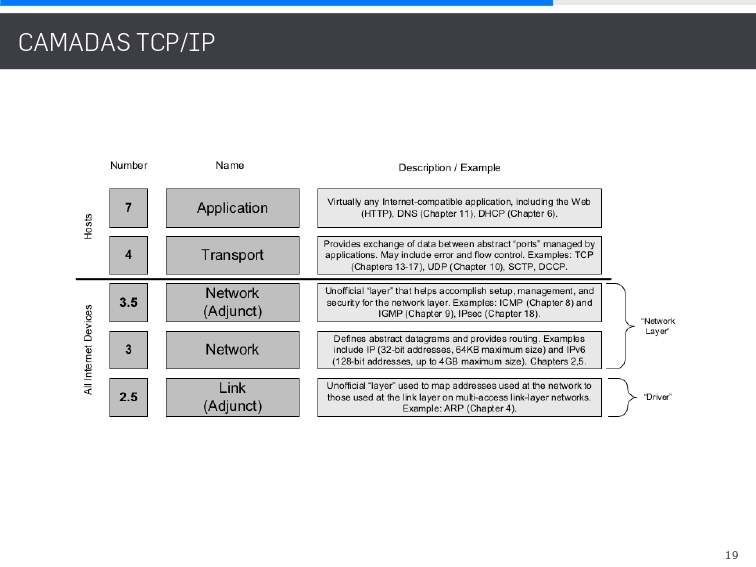 CAMADAS TCP/IP
Number
Name
Description / Example
Hosts
7
Application
Virtually any Internet-compatible application, including the Web
(HTTP), DNS (Chapter 11), DHCP (Chapter 6).
4
Transport
Provides exchange of data between abstract “ports” managed by
applications. May include error and flow control. Examples: TCP
(Chapters 13-17), UDP (Chapter 10), SCTP, DCCP.
All Internet Devices
3.5
Network
(Adjunct)
Unofficial “layer” that helps accomplish setup, management, and
security for the network layer. Examples: ICMP (Chapter 8) and
IGMP (Chapter 9), IPsec (Chapter 18).
“Network
Layer”
3
Network
Defines abstract datagrams and provides routing. Examples
include IP (32-bit addresses, 64KB maximum size) and IPv6
(128-bit addresses, up to 4GB maximum size). Chapters 2,5.
2.5
Link
(Adjunct)
Unofficial “layer” used to map addresses used at the network to
those used at the link layer on multi-access link-layer networks.
Example: ARP (Chapter 4).
“Driver”
19